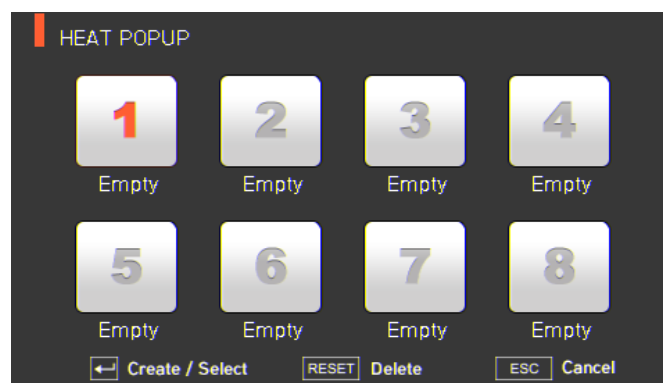 HEAT POPUP
1 2 3 4
Empty Empty Empty Empty
5 6 7 8
Empty Empty Empty Empty
Create / Select RESET Delete ESC Cancel